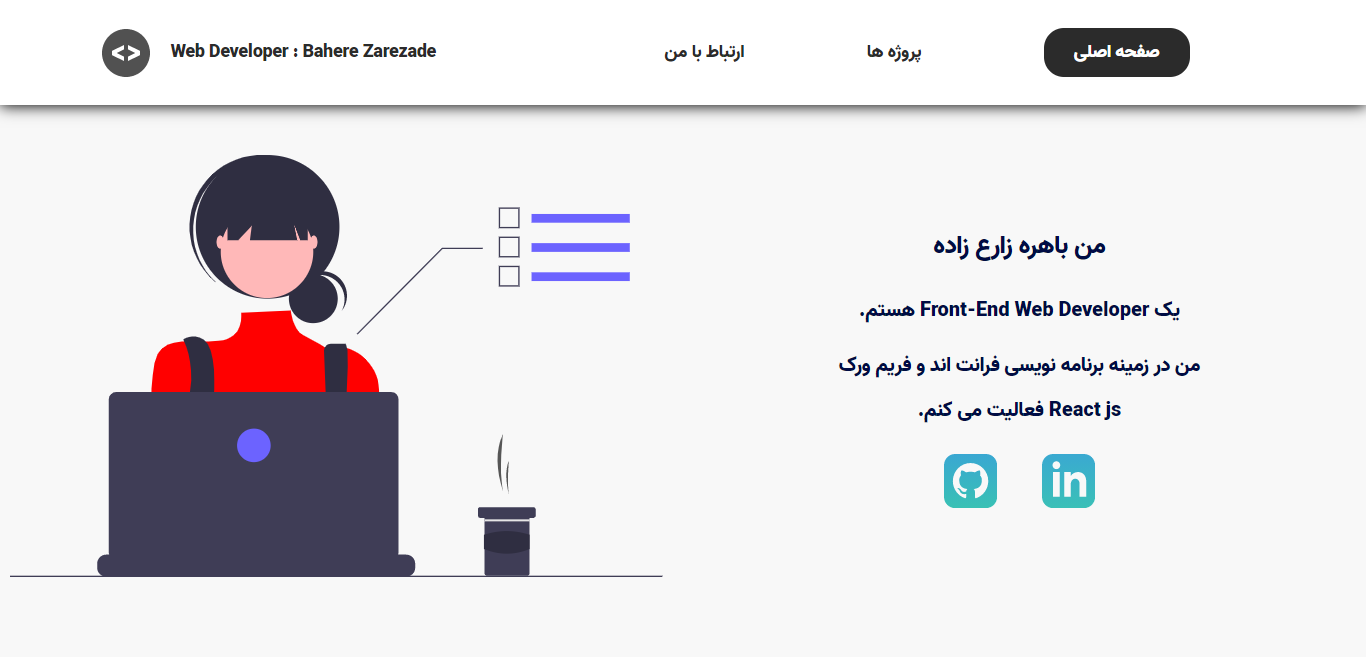 Web Developer : Bahere Zarezade
صفحه اصلی
پروژه ها
ارتباط با من
من باهره زارع زاده
یک Front-End Web Developer هستم.
من در زمینه برنامه نویسی فرانت اند و فریم ورک
React js فعالیت می کنم.
in